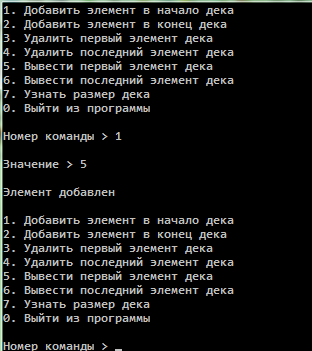 1. Добавить элемент в начало дека
2. Добавить элемент в конец дека
3. Удалить первый элемент дека
4. Удалить последний элемент дека
5. Вывести первый элемент дека
6. Вывести последний элемент дека
7. Узнать размер дека
0. Выйти из программы
Номер команды > 1
Значение > 5
Элемент добавлен
1. Добавить элемент в начало дека
2. Добавить элемент в конец дека
3. Удалить первый элемент дека
4. Удалить последний элемент дека
5. Вывести первый элемент дека
6. Вывести последний элемент дека
7. Узнать размер дека
0. Выйти из программы
Номер команды > _